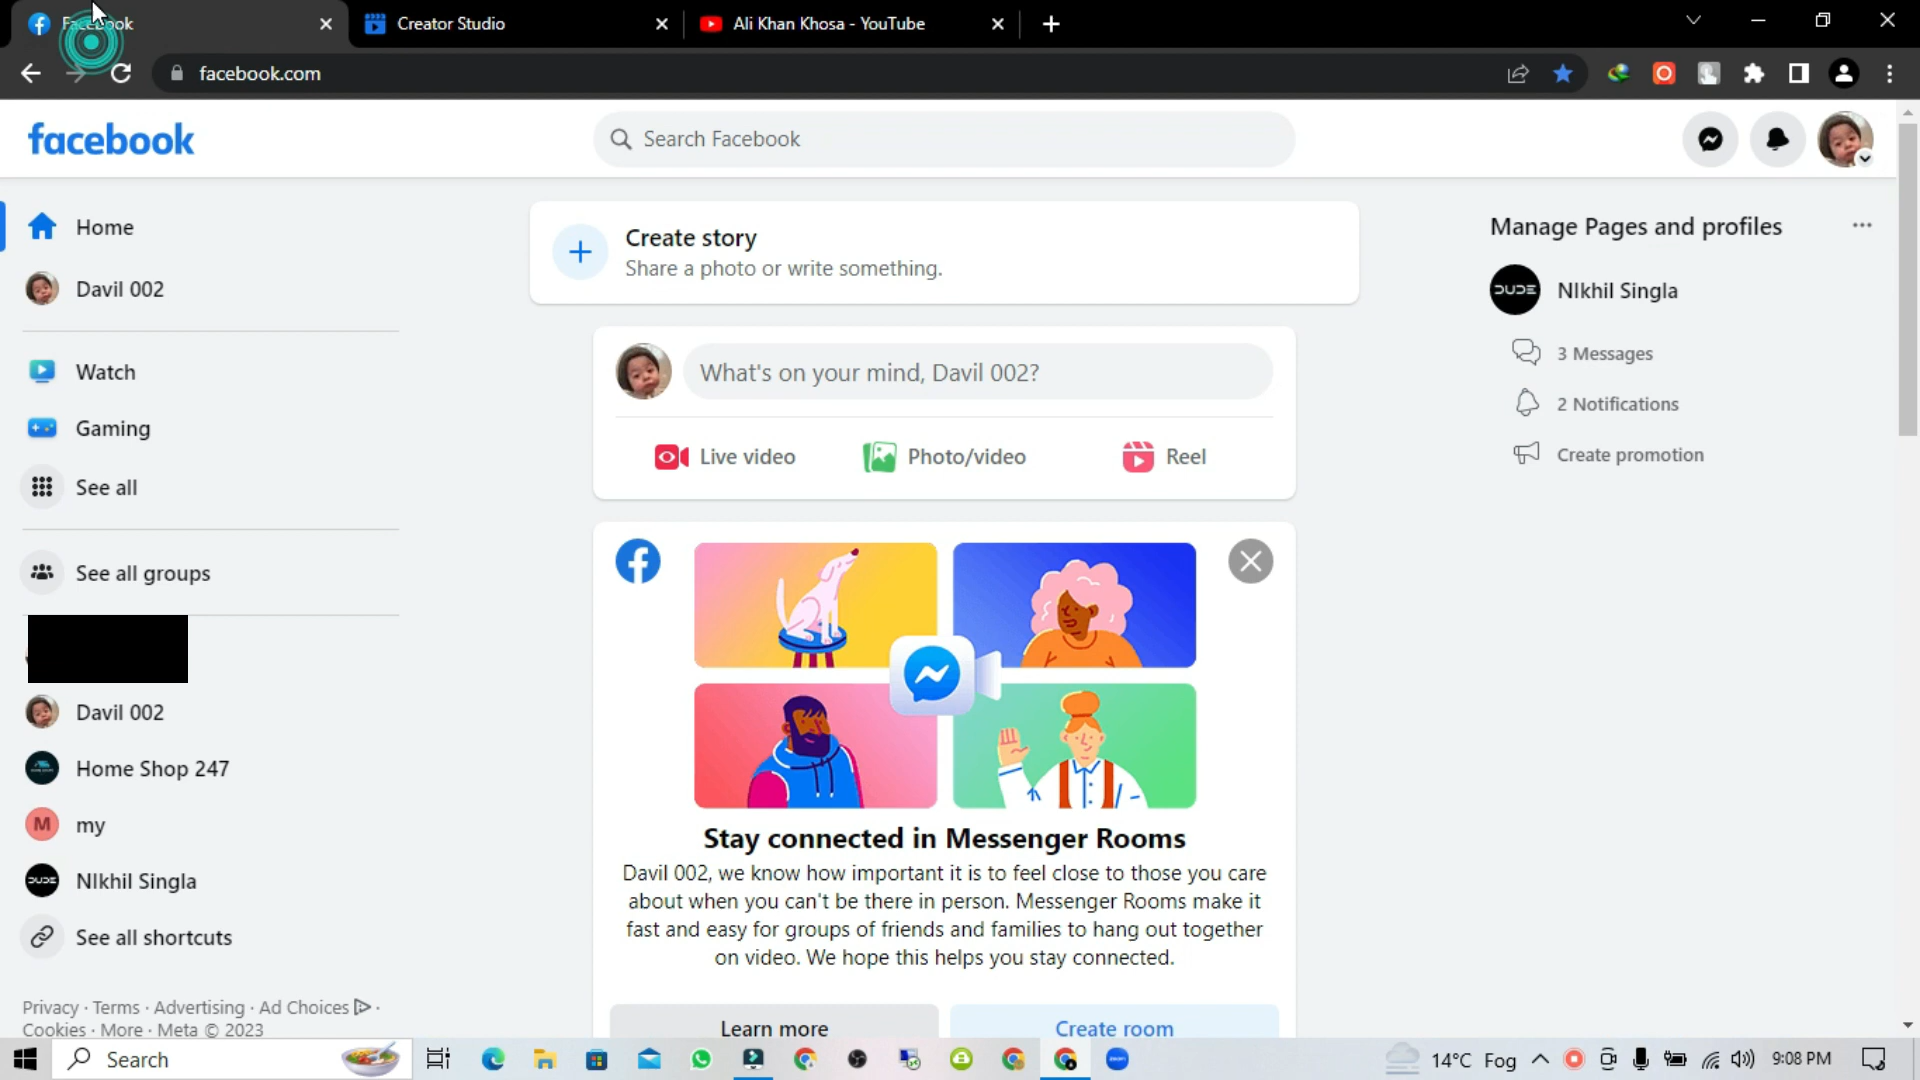 Facebook
Creator Studio
Ali Khan Khosa - YouTube
facebook.com
facebook
Search Facebook
Home
Davil 002
Watch
Gaming
See all
See all groups
Davil 002
Home Shop 247
M my
DUDE NIkhil Singla
See all shortcuts
Privacy · Terms · Advertising · Ad Choices ·
Cookies · More · Meta © 2023
Create story
Share a photo or write something.
What's on your mind, Davil 002?
Live video
Photo/video
Reel
Stay connected in Messenger Rooms
Davil 002, we know how important it is to feel close to those you care
about when you can't be there in person. Messenger Rooms make it
fast and easy for groups of friends and families to hang out together
on video. We hope this helps you stay connected.
Learn more
Create room
Manage Pages and profiles
DUDE NIkhil Singla
3 Messages
2 Notifications
Create promotion
Search
14°C Fog
9:08 PM